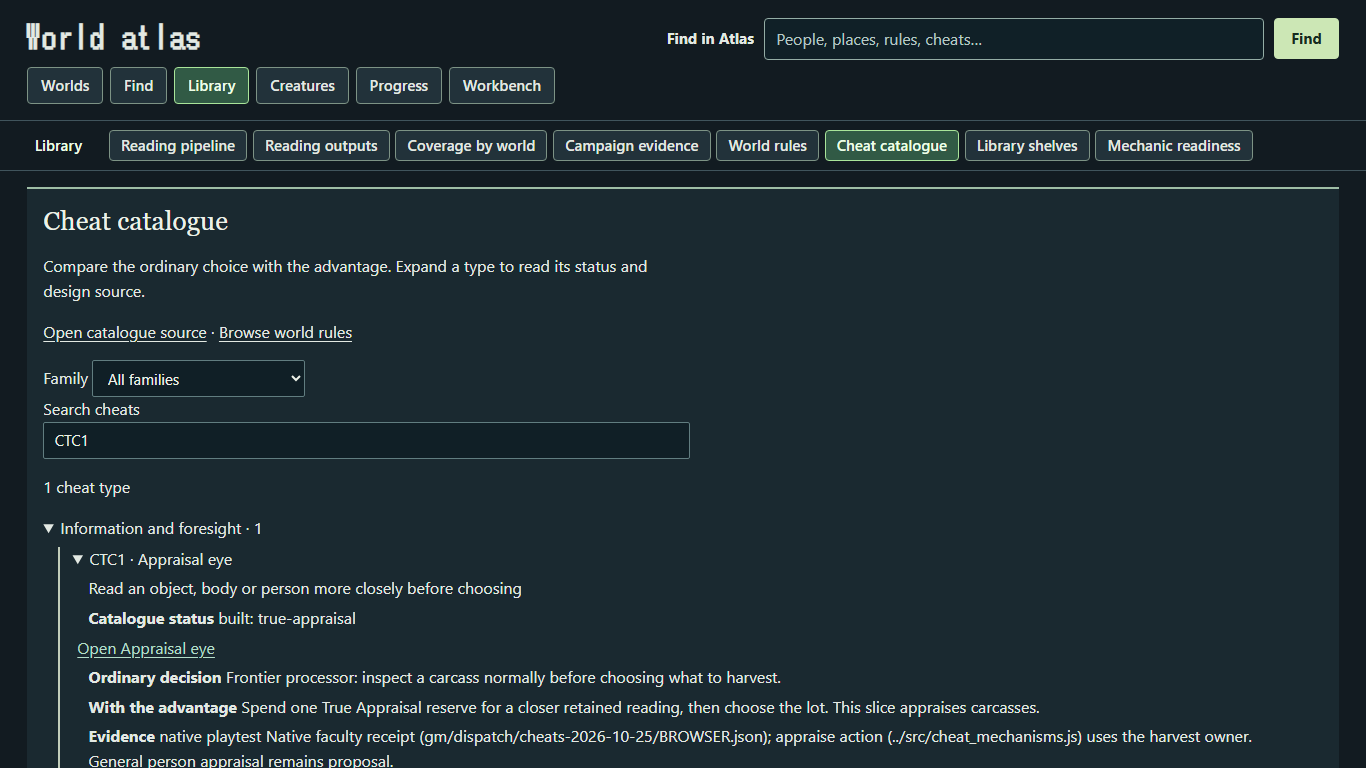 World atlas
Find in Atlas
People, places, rules, cheats...
Find
Worlds
Find
Library
Creatures
Progress
Workbench
Library
Reading pipeline
Reading outputs
Coverage by world
Campaign evidence
World rules
Cheat catalogue
Library shelves
Mechanic readiness
Cheat catalogue
Compare the ordinary choice with the advantage. Expand a type to read its status and
design source.
Open catalogue source · Browse world rules
Family
All families
Search cheats
CTC1
1 cheat type
▼ Information and foresight · 1
▼ CTC1 · Appraisal eye
Read an object, body or person more closely before choosing
Catalogue status built: true-appraisal
Open Appraisal eye
Ordinary decision Frontier processor: inspect a carcass normally before choosing what to harvest.
With the advantage Spend one True Appraisal reserve for a closer retained reading, then choose the lot. This slice appraises carcasses.
Evidence native playtest Native faculty receipt (gm/dispatch/cheats-2026-10-25/BROWSER.json); appraise action (../src/cheat_mechanisms.js) uses the harvest owner.
General person appraisal remains proposal.